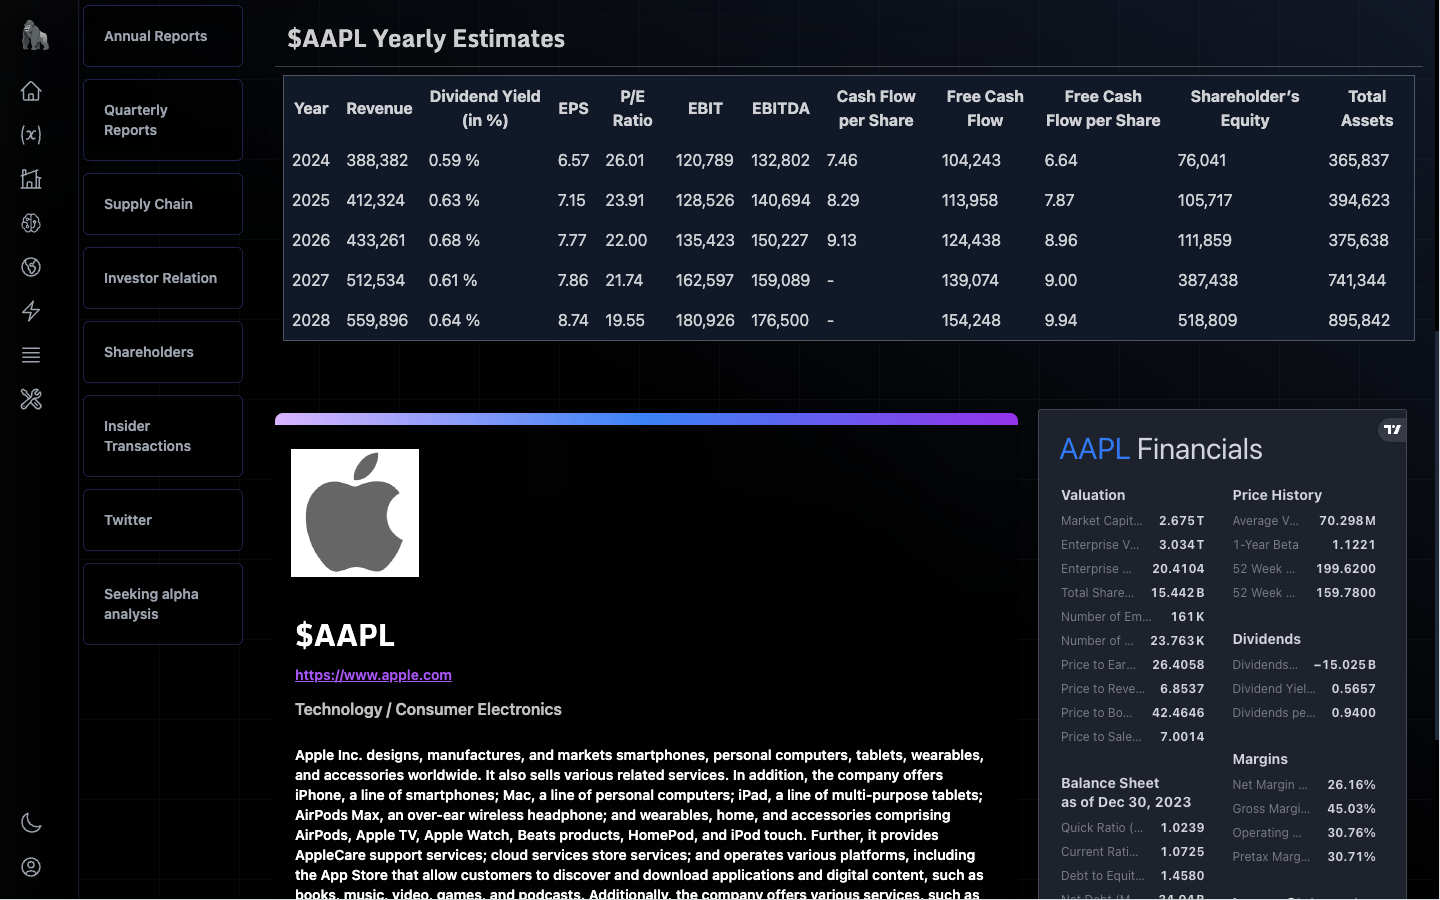 Annual Reports
Quarterly
Reports
Supply Chain
Investor Relation
Shareholders
Insider
Transactions
Twitter
Seeking alpha
analysis
$AAPL Yearly Estimates
Year Revenue Dividend Yield (in %) EPS P/E Ratio EBIT EBITDA Cash Flow per Share Free Cash Flow Free Cash Flow per Share Shareholder’s Equity Total Assets
2024 388,382 0.59 % 6.57 26.01 120,789 132,802 7.46 104,243 6.64 76,041 365,837
2025 412,324 0.63 % 7.15 23.91 128,526 140,694 8.29 113,958 7.87 105,717 394,623
2026 433,261 0.68 % 7.77 22.00 135,423 150,227 9.13 124,438 8.96 111,859 375,638
2027 512,534 0.61 % 7.86 21.74 162,597 159,089 - 139,074 9.00 387,438 741,344
2028 559,896 0.64 % 8.74 19.55 180,926 176,500 - 154,248 9.94 518,809 895,842
$AAPL
https://www.apple.com
Technology / Consumer Electronics
Apple Inc. designs, manufactures, and markets smartphones, personal computers, tablets, wearables,
and accessories worldwide. It also sells various related services. In addition, the company offers
iPhone, a line of smartphones; Mac, a line of personal computers; iPad, a line of multi-purpose tablets;
AirPods Max, an over-ear wireless headphone; and wearables, home, and accessories comprising
AirPods, Apple TV, Apple Watch, Beats products, HomePod, and iPod touch. Further, it provides
AppleCare support services; cloud services store services; and operates various platforms, including
the App Store that allow customers to discover and download applications and digital content, such as
books, music, video, games, and podcasts. Additionally, the company offers various services, such as
AAPL Financials
Valuation
Market Capit... 2.675T
Enterprise V... 3.034T
Enterprise ... 20.4104
Total Share... 15.442B
Number of Em... 161K
Number of ... 23.763K
Price to Ear... 26.4058
Price to Reve... 6.8537
Price to Bo... 42.4646
Price to Sale... 7.0014
Balance Sheet
as of Dec 30, 2023
Quick Ratio (... 1.0239
Current Rati... 1.0725
Debt to Equit... 1.4580
Price History
Average V... 70.298M
1-Year Beta 1.1221
52 Week ... 199.6200
52 Week ... 159.7800
Dividends
Dividends... −15.025B
Dividend Yiel... 0.5657
Dividends pe... 0.9400
Margins
Net Margin ... 26.16%
Gross Margi... 45.03%
Operating ... 30.76%
Pretax Marg... 30.71%